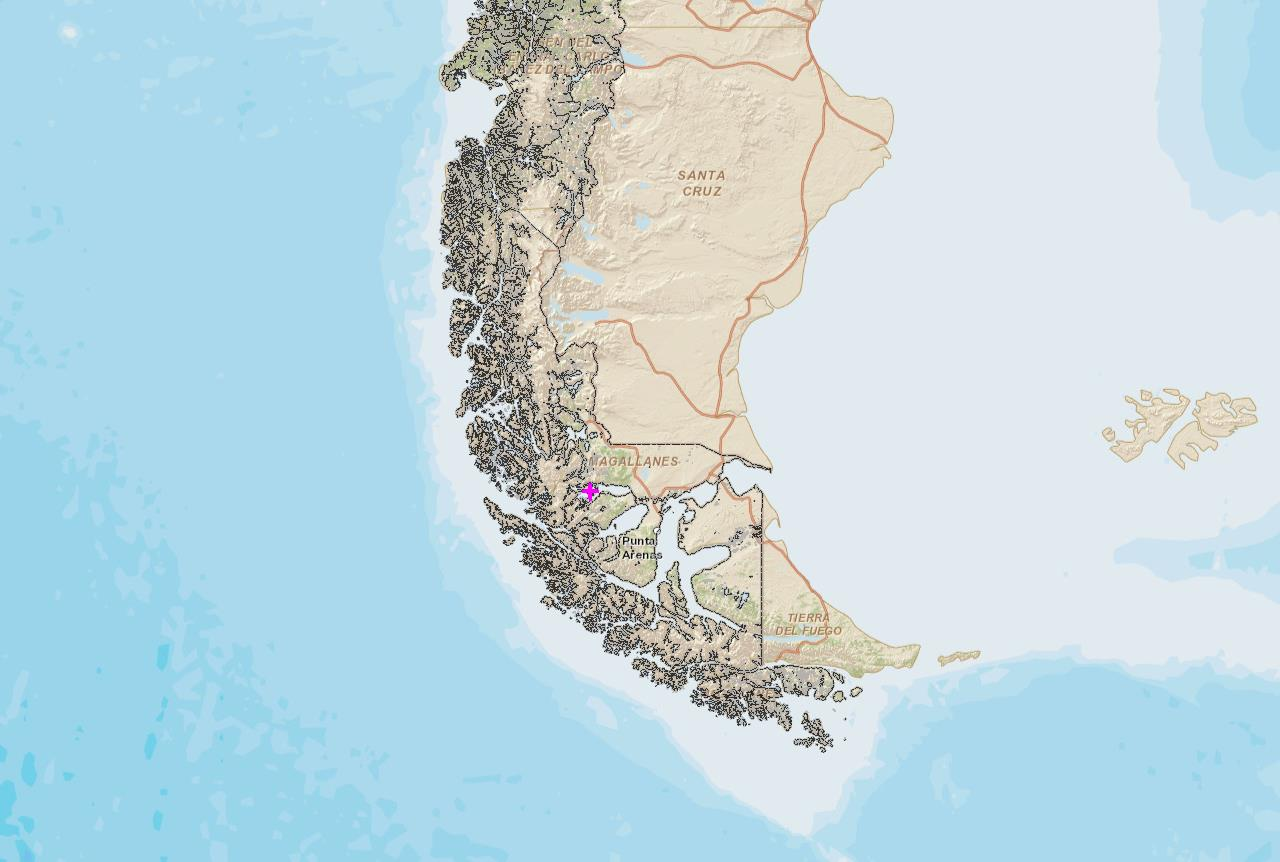 SANTA
CRUZ
MAGALLANES
Punta
Arenas
TIERRA
DEL FUEGO